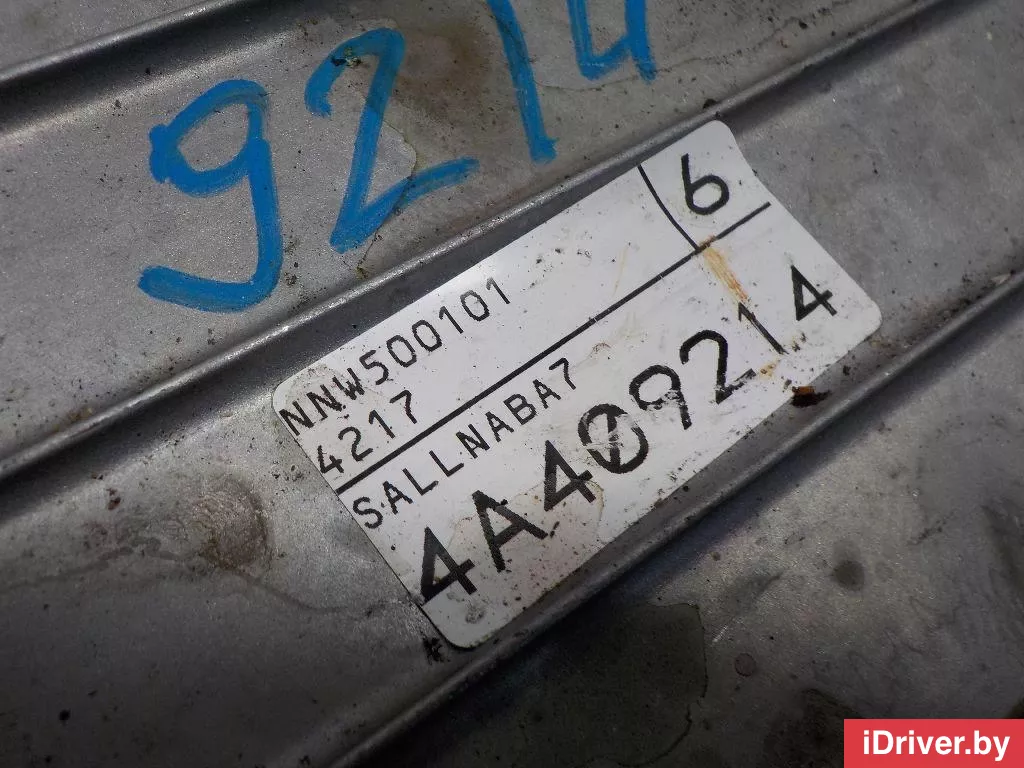 9214
6
NNW500101
4217
SALLNABA7
4A409214
iDriver.by